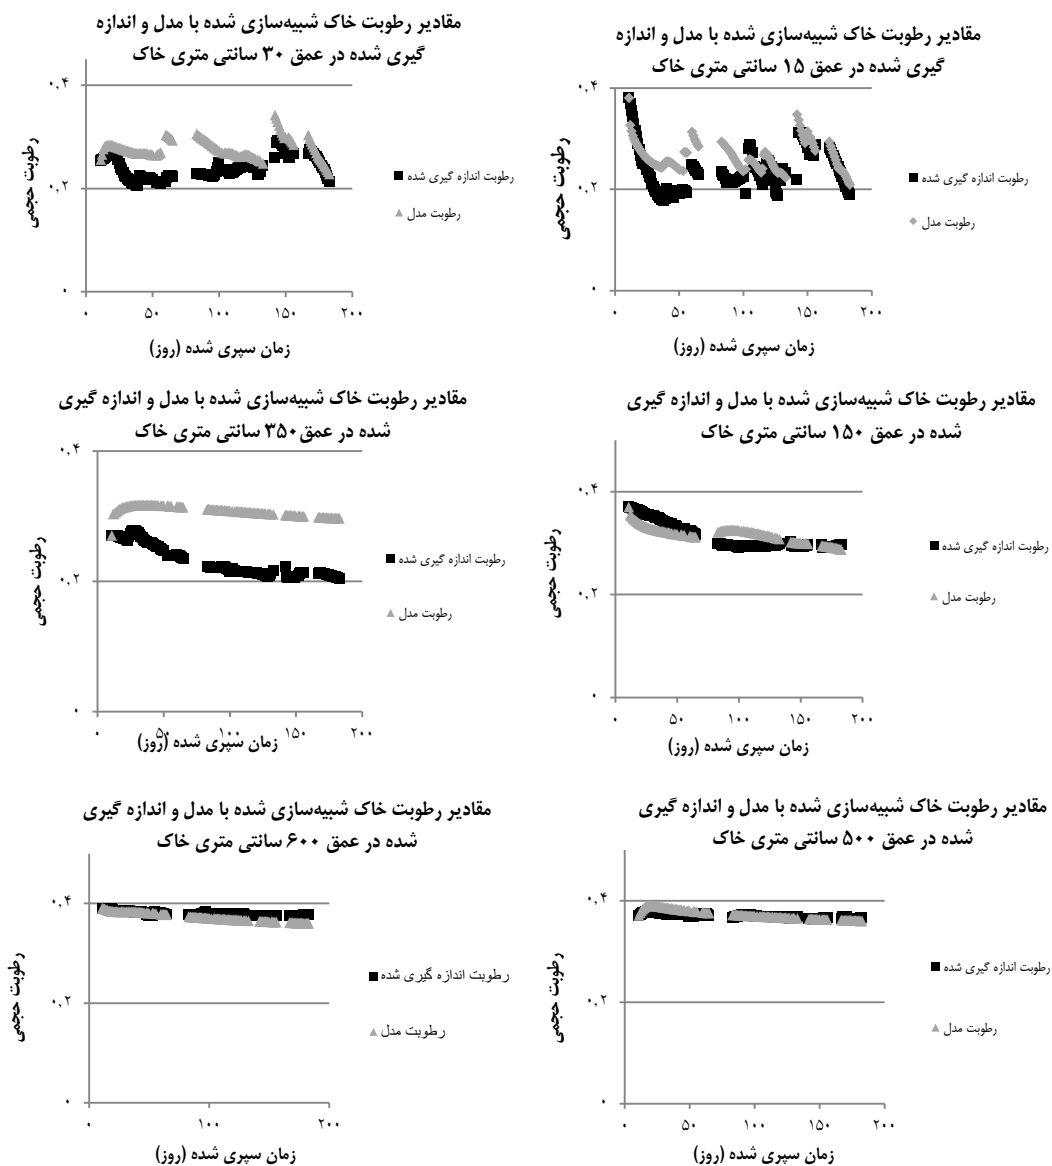 مقادیر رطوبت خاک شبیه‌سازی شده با مدل و اندازه
گیری شده در عمق ۱۵ سانتی متری خاک
۰,۴
۰,۲
۰
رطوبت حجمی
۰ ۵۰ ۱۰۰ ۱۵۰ ۲۰۰
زمان سپری شده (روز)
رطوبت اندازه گیری شده
رطوبت مدل
مقادیر رطوبت خاک شبیه‌سازی شده با مدل و اندازه
گیری شده در عمق ۳۰ سانتی متری خاک
۰,۴
۰,۲
۰
رطوبت حجمی
۰ ۵۰ ۱۰۰ ۱۵۰ ۲۰۰
زمان سپری شده (روز)
رطوبت اندازه گیری شده
رطوبت مدل
مقادیر رطوبت خاک شبیه‌سازی شده با مدل و اندازه گیری
شده در عمق ۱۵۰ سانتی متری خاک
۰,۴
۰,۲
۰
رطوبت حجمی
۰ ۵۰ ۱۰۰ ۱۵۰ ۲۰۰
زمان سپری شده (روز)
رطوبت اندازه گیری شده
رطوبت مدل
مقادیر رطوبت خاک شبیه‌سازی شده با مدل و اندازه گیری
شده در عمق ۳۵۰ سانتی متری خاک
۰,۴
۰,۲
۰
رطوبت حجمی
۰ ۵۰ ۱۰۰ ۱۵۰ ۲۰۰
زمان سپری شده (روز)
رطوبت اندازه گیری شده
رطوبت مدل
مقادیر رطوبت خاک شبیه‌سازی شده با مدل و اندازه گیری
شده در عمق ۵۰۰ سانتی متری خاک
۰,۴
۰,۲
۰
رطوبت حجمی
۰ ۵۰ ۱۰۰ ۱۵۰ ۲۰۰
زمان سپری شده (روز)
رطوبت اندازه گیری شده
رطوبت مدل
مقادیر رطوبت خاک شبیه‌سازی شده با مدل و اندازه گیری
شده در عمق ۶۰۰ سانتی متری خاک
۰,۴
۰,۲
۰
رطوبت حجمی
۰ ۱۰۰ ۲۰۰
زمان سپری شده (روز)
رطوبت اندازه گیری شده
رطوبت مدل